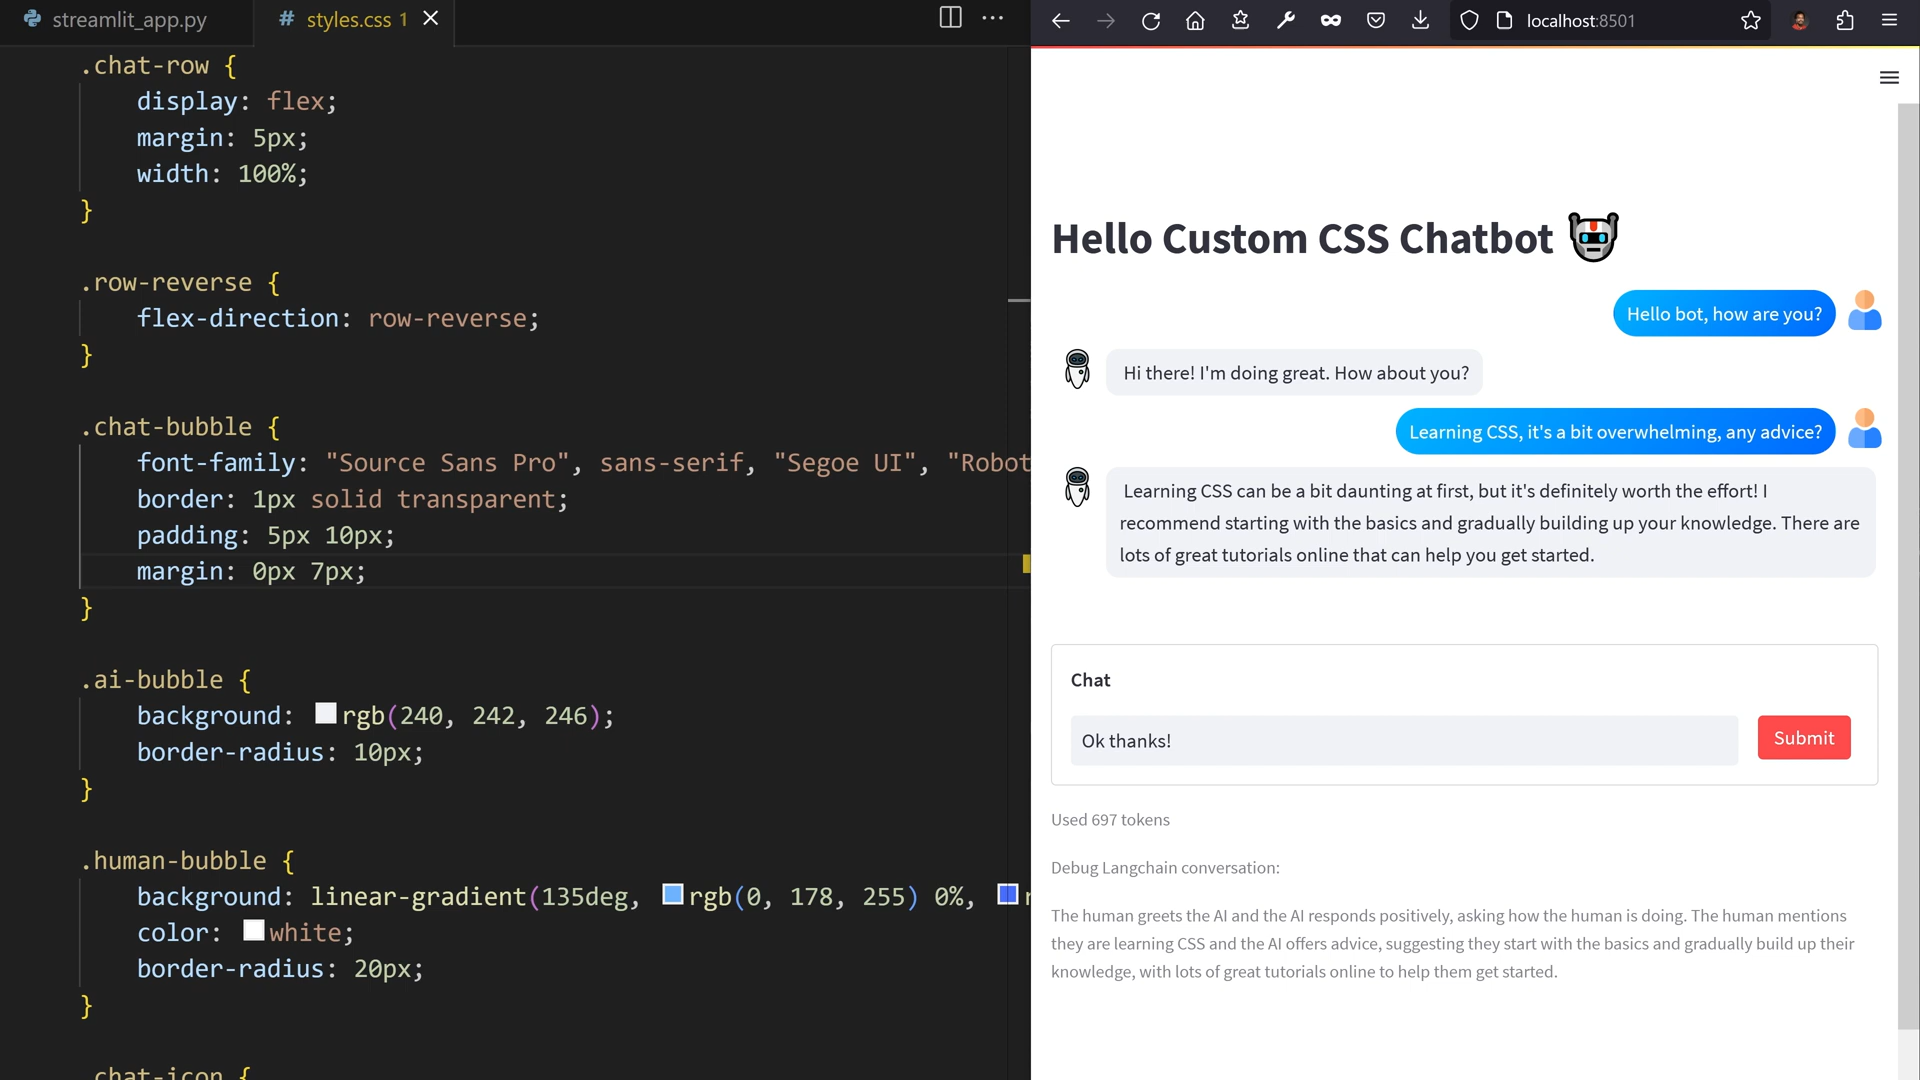 streamlit_app.py
# styles.css 1
.chat-row {
display: flex;
margin: 5px;
width: 100%;
}
.row-reverse {
flex-direction: row-reverse;
}
.chat-bubble {
font-family: "Source Sans Pro", sans-serif, "Segoe UI", "Robot
border: 1px solid transparent;
padding: 5px 10px;
margin: 0px 7px;
}
.ai-bubble {
background: rgb(240, 242, 246);
border-radius: 10px;
}
.human-bubble {
background: linear-gradient(135deg, rgb(0, 178, 255) 0%, r
color: white;
border-radius: 20px;
}
.chat-icon {
localhost:8501
Hello Custom CSS Chatbot
Hello bot, how are you?
Hi there! I'm doing great. How about you?
Learning CSS, it's a bit overwhelming, any advice?
Learning CSS can be a bit daunting at first, but it's definitely worth the effort! I
recommend starting with the basics and gradually building up your knowledge. There are
lots of great tutorials online that can help you get started.
Chat
Ok thanks!
Submit
Used 697 tokens
Debug Langchain conversation:
The human greets the AI and the AI responds positively, asking how the human is doing. The human mentions
they are learning CSS and the AI offers advice, suggesting they start with the basics and gradually build up their
knowledge, with lots of great tutorials online to help them get started.